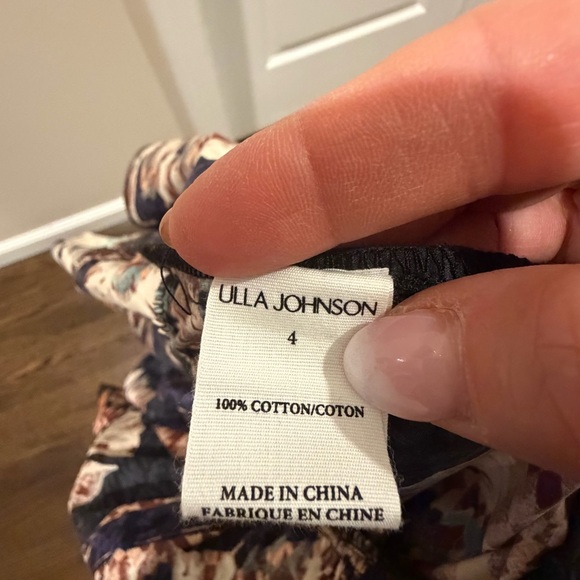 ULLA JOHNSON
4
100% COTTON/COTON
MADE IN CHINA
FABRIQUE EN CHINE